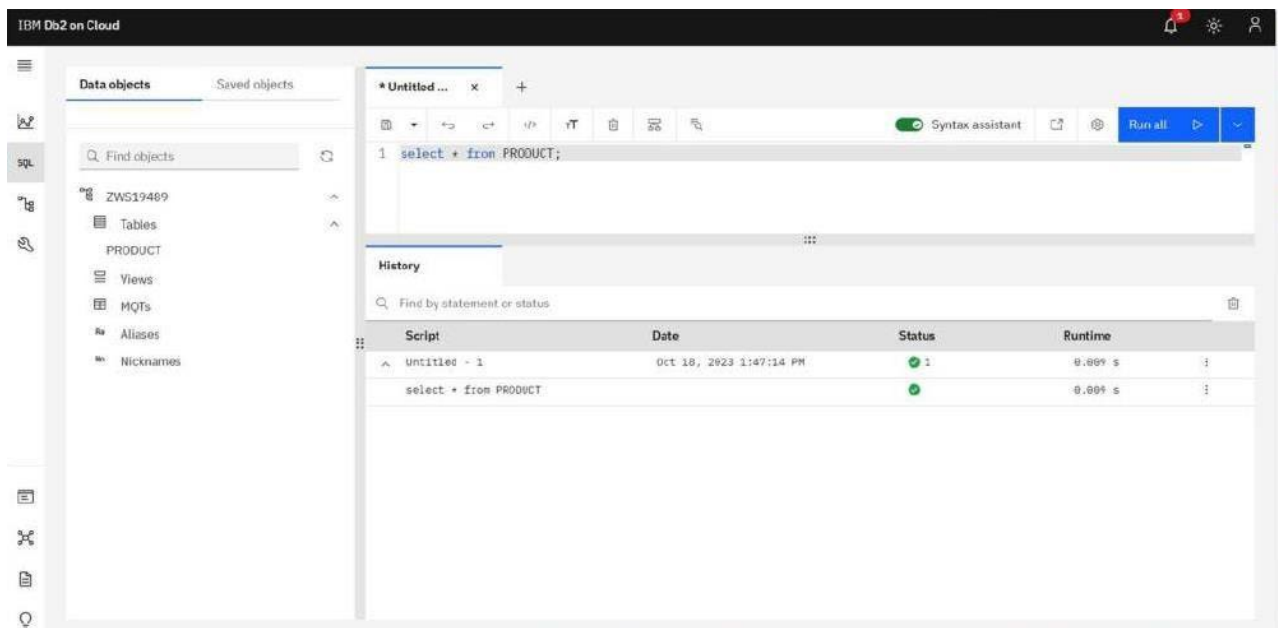 IBM Db2 on Cloud
1
Data objects Saved objects
* Untitled ... × +
Syntax assistant Run all
SQL
Find objects
1 select * from PRODUCT;
ZWS19489
Tables
PRODUCT
Views
MQTs
Aliases
Nicknames
History
Find by statement or status
Script Date Status Runtime
Untitled - 1 Oct 18, 2023 1:47:14 PM 1 0.009 s
select * from PRODUCT 0.009 s